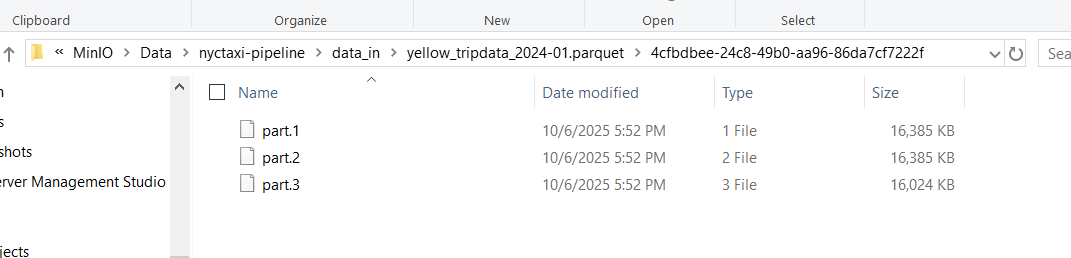 Clipboard Organize New Open Select
« MinIO > Data > nyctaxi-pipeline > data_in > yellow_tripdata_2024-01.parquet > 4cfbdbee-24c8-49b0-aa96-86da7cf7222f Sea
Name Date modified Type Size
part.1 10/6/2025 5:52 PM 1 File 16,385 KB
part.2 10/6/2025 5:52 PM 2 File 16,385 KB
part.3 10/6/2025 5:52 PM 3 File 16,024 KB
n
s
shots
erver Management Studio
jects